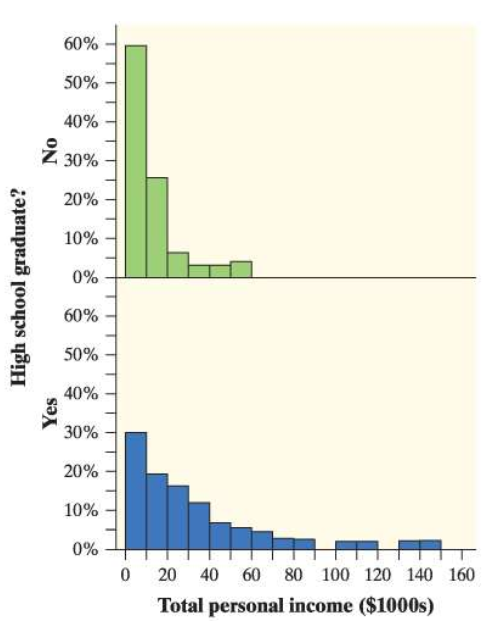 High school graduate?
No
60%
50%
40%
30%
20%
10%
0%
Yes
60%
50%
40%
30%
20%
10%
0%
0 20 40 60 80 100 120 140 160
Total personal income ($1000s)